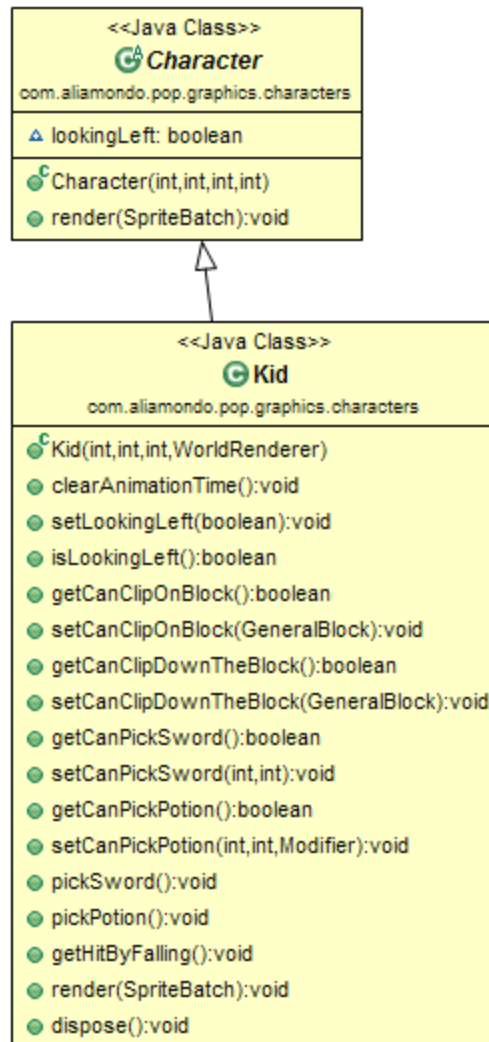 <<Java Class>>
Character
com.aliamondo.pop.graphics.characters
lookingLeft: boolean
Character(int,int,int,int)
render(SpriteBatch):void
<<Java Class>>
Kid
com.aliamondo.pop.graphics.characters
Kid(int,int,int,WorldRenderer)
clearAnimationTime():void
setLookingLeft(boolean):void
isLookingLeft():boolean
getCanClipOnBlock():boolean
setCanClipOnBlock(GeneralBlock):void
getCanClipDownTheBlock():boolean
setCanClipDownTheBlock(GeneralBlock):void
getCanPickSword():boolean
setCanPickSword(int,int):void
getCanPickPotion():boolean
setCanPickPotion(int,int,Modifier):void
pickSword():void
pickPotion():void
getHitByFalling():void
render(SpriteBatch):void
dispose():void